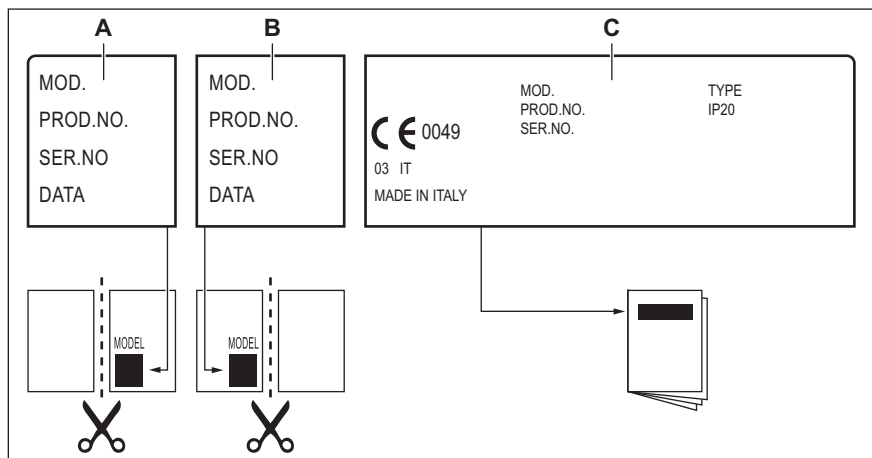 A
B
C
MOD.
PROD.NO.
SER.NO
DATA
MOD.
PROD.NO.
SER.NO
DATA
MOD.
PROD.NO.
SER.NO.
TYPE
IP20
CE 0049
03 IT
MADE IN ITALY
MODEL
MODEL